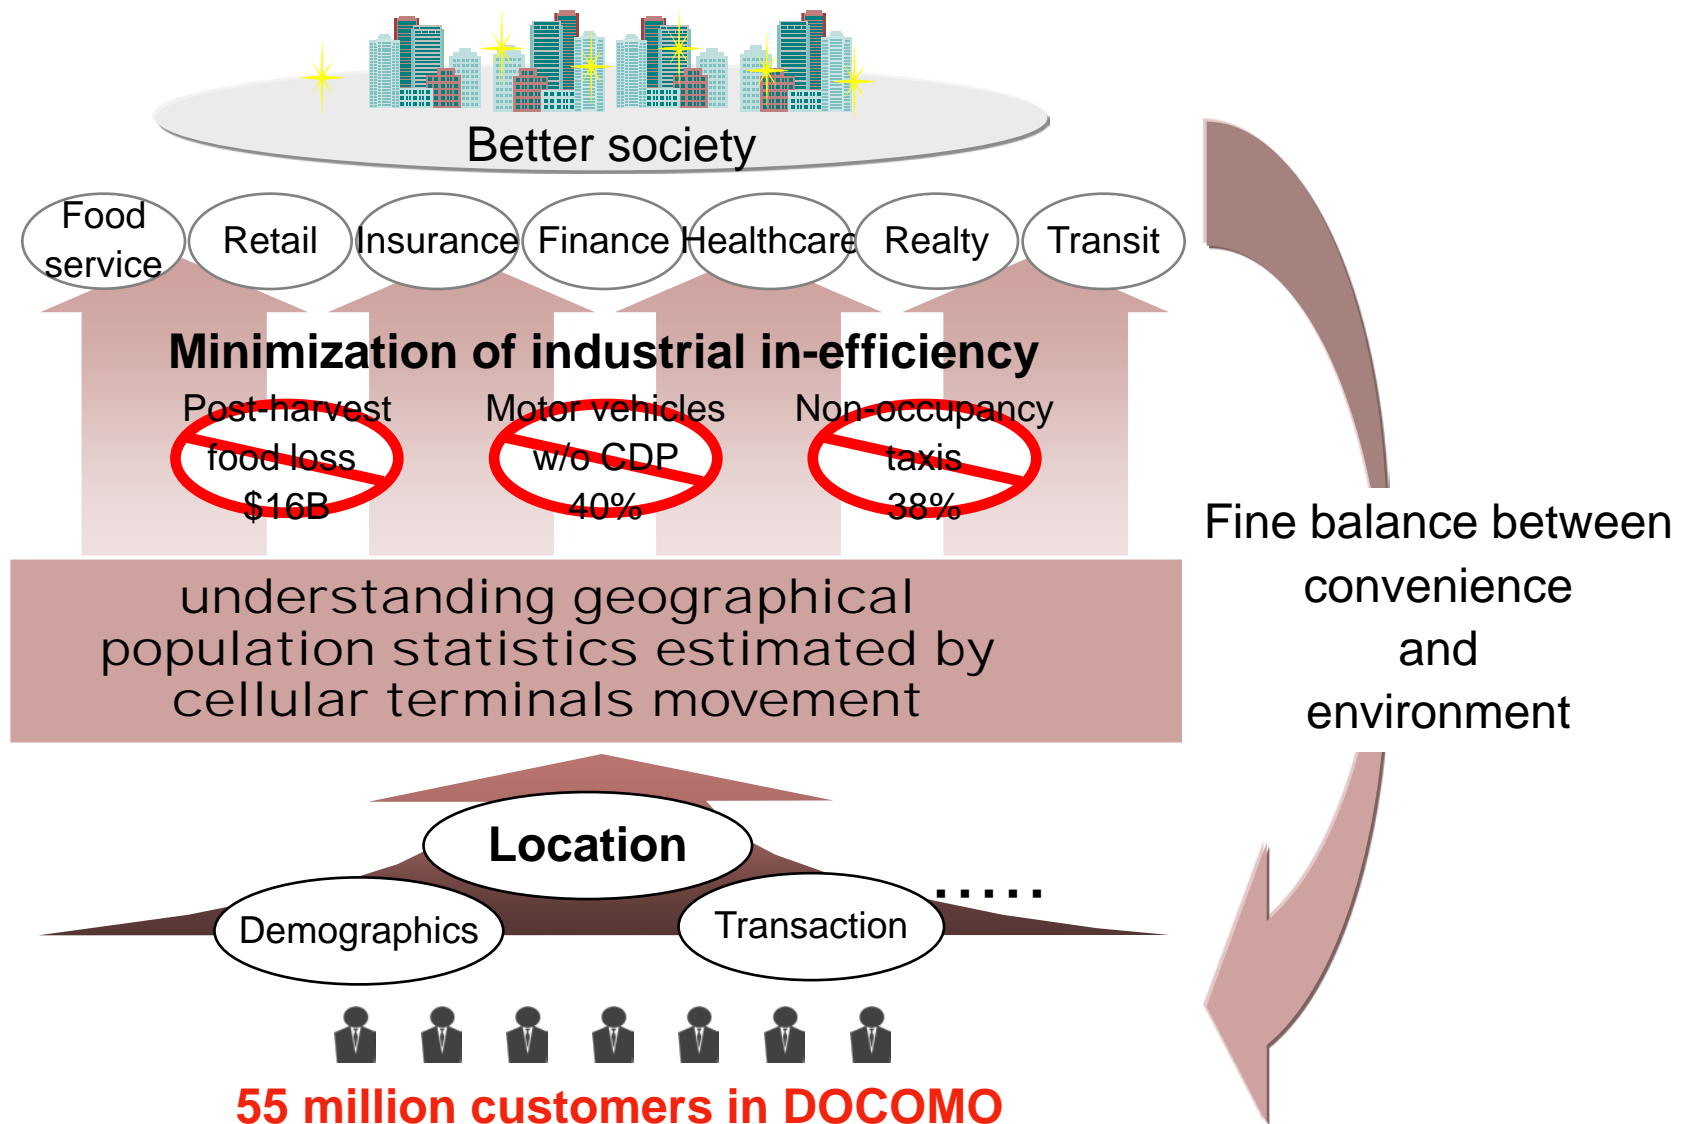 Better society
Food
service
Retail
Insurance
Finance
Healthcare
Realty
Transit
Minimization of industrial in-efficiency
Post-harvest
food loss
$16B
Motor vehicles
w/o CDP
40%
Non-occupancy
taxis
38%
understanding geographical
population statistics estimated by
cellular terminals movement
Fine balance between
convenience
and
environment
Location
Demographics
Transaction
.....
55 million customers in DOCOMO